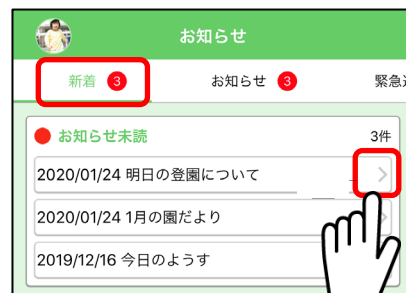 お知らせ
新着 3 お知らせ 3
お知らせ未読 3件
2020/01/24 明日の登園について
2020/01/24 1月の園だより
2019/12/16 今日のようす